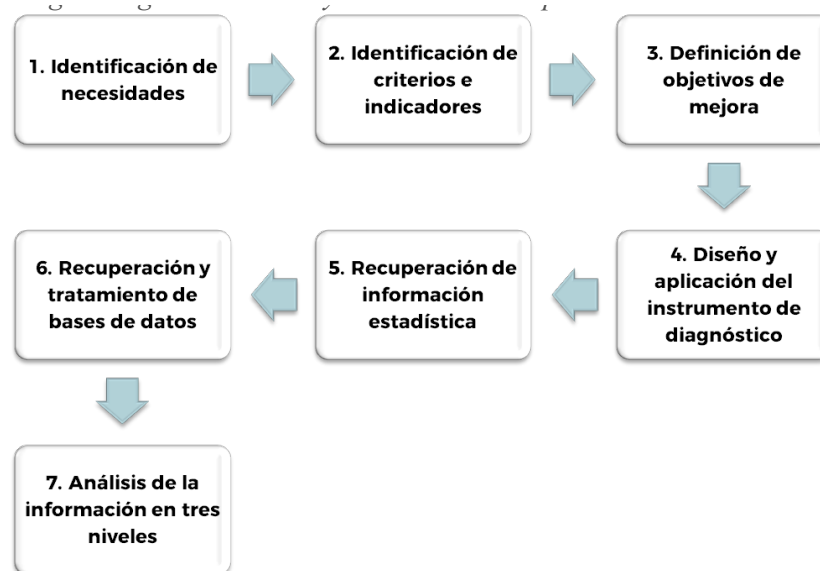 1. Identificación de
necesidades
2. Identificación de
criterios e
indicadores
3. Definición de
objetivos de
mejora
4. Diseño y
aplicación del
instrumento de
diagnóstico
5. Recuperación de
información
estadística
6. Recuperación y
tratamiento de
bases de datos
7. Análisis de la
información en tres
niveles